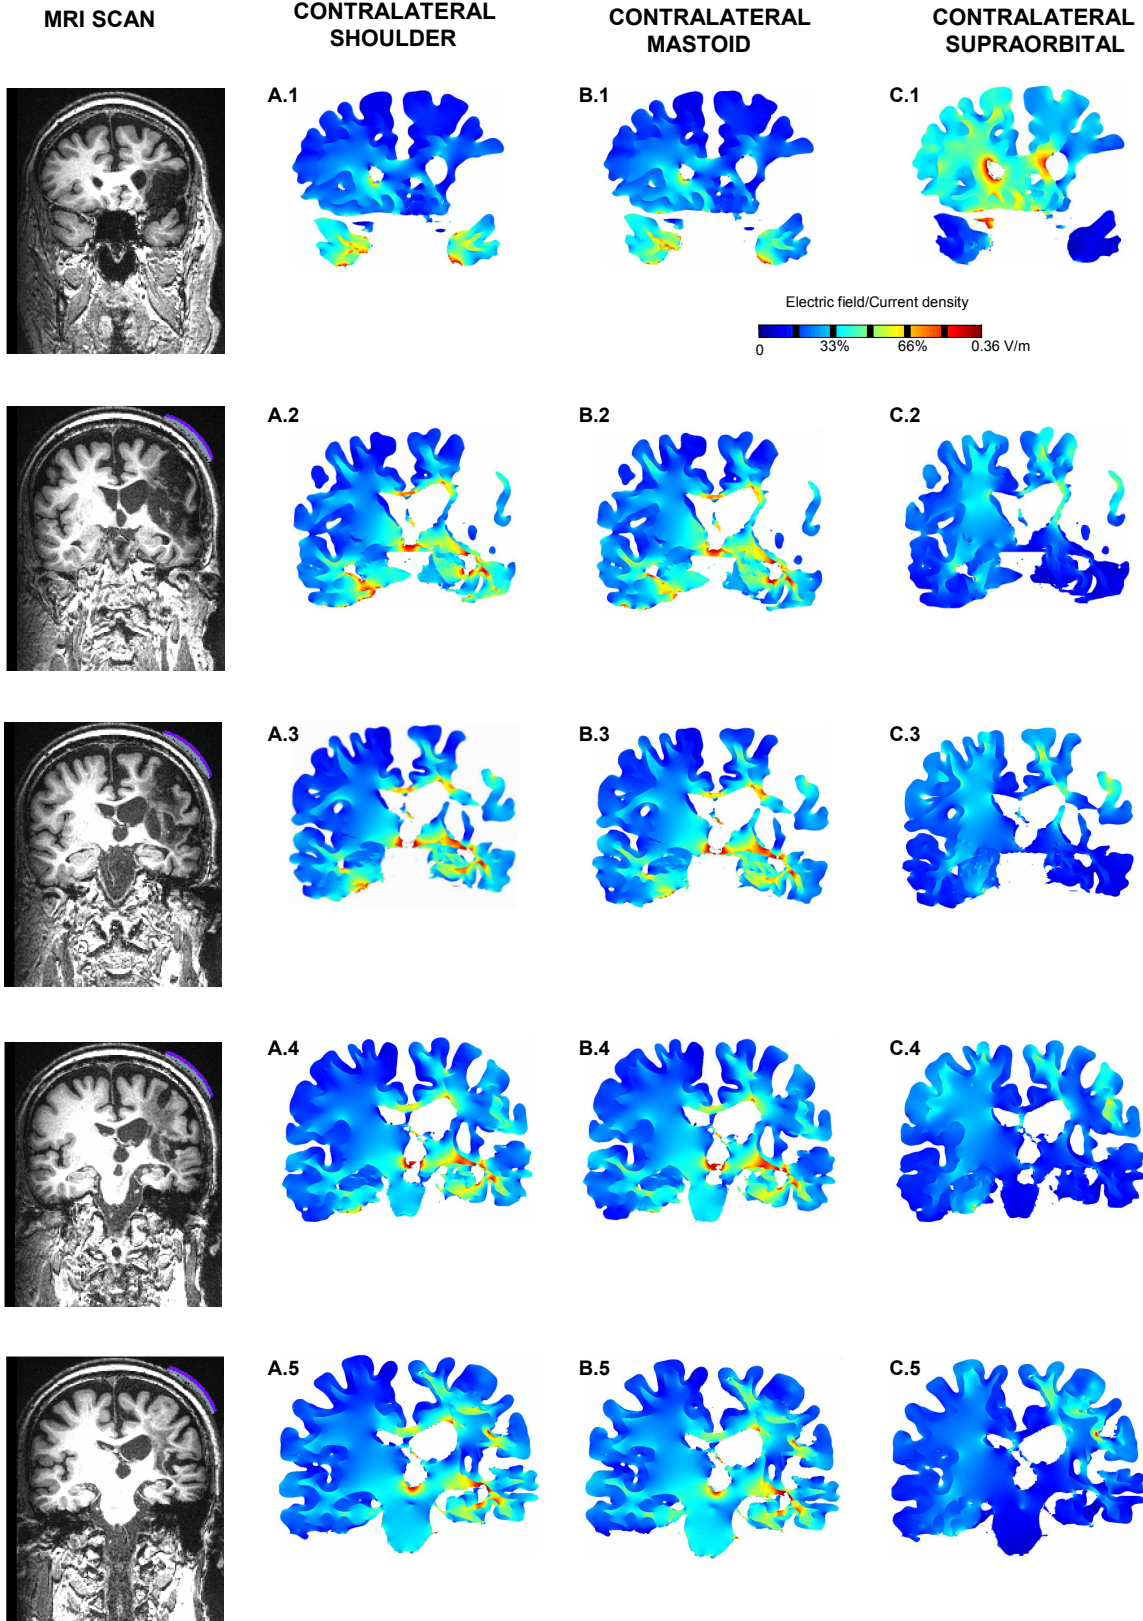 MRI SCAN
CONTRALATERAL
SHOULDER
CONTRALATERAL
MASTOID
CONTRALATERAL
SUPRAORBITAL
A.1
B.1
C.1
Electric field/Current density
0
33%
66%
0.36 V/m
A.2
B.2
C.2
A.3
B.3
C.3
A.4
B.4
C.4
A.5
B.5
C.5